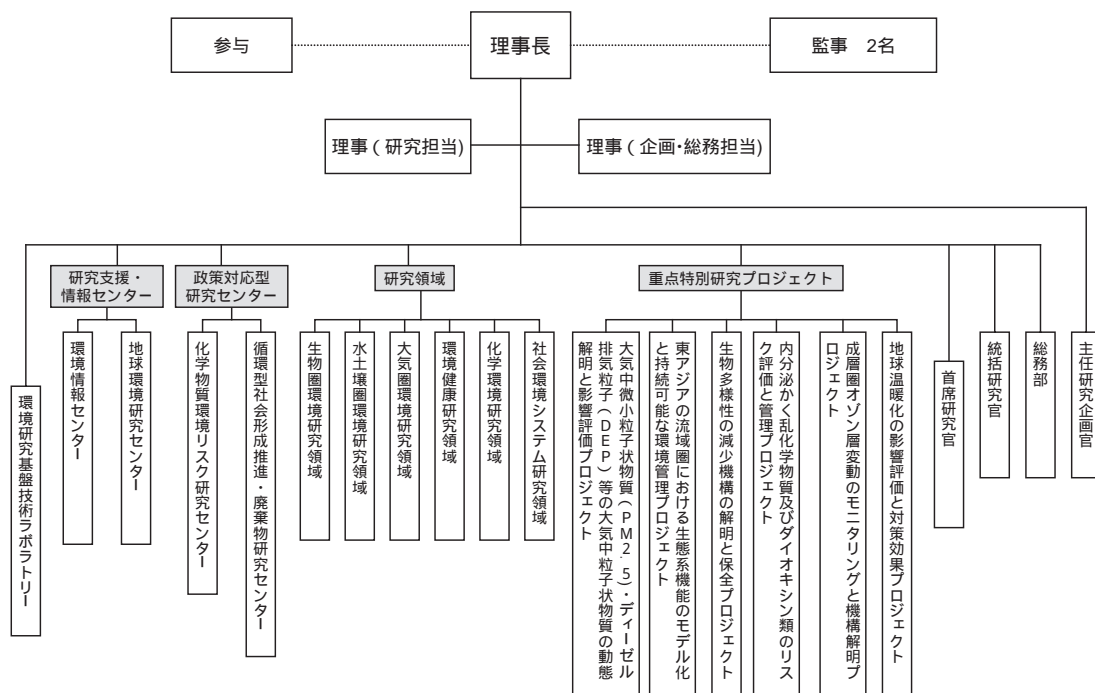 参与
理事長
監事 2名
理事(研究担当)
理事(企画・総務担当)
研究支援・
情報センター
政策対応型
研究センター
研究領域
重点特別研究プロジェクト
主任研究企画官
総務部
統括研究官
首席研究官
地球温暖化の影響評価と対策効果プロジェクト
成層圏オゾン層変動のモニタリングと機構解明プ
ロジェクト
内分泌かく乱化学物質及びダイオキシン類のリス
ク評価と管理プロジェクト
生物多様性の減少機構の解明と保全プロジェクト
東アジアの流域圏における生態系機能のモデル化
と持続可能な環境管理プロジェクト
大気中微小粒子状物質(PM2.5)・ディーゼル
排気粒子(DEP)等の大気中粒子状物質の動態
解明と影響評価プロジェクト
社会環境システム研究領域
化学環境研究領域
環境健康研究領域
大気圏環境研究領域
水土壌圏環境研究領域
生物圏環境研究領域
循環型社会形成推進・廃棄物研究センター
化学物質環境リスク研究センター
地球環境研究センター
環境情報センター
環境研究基盤技術ラボラトリー